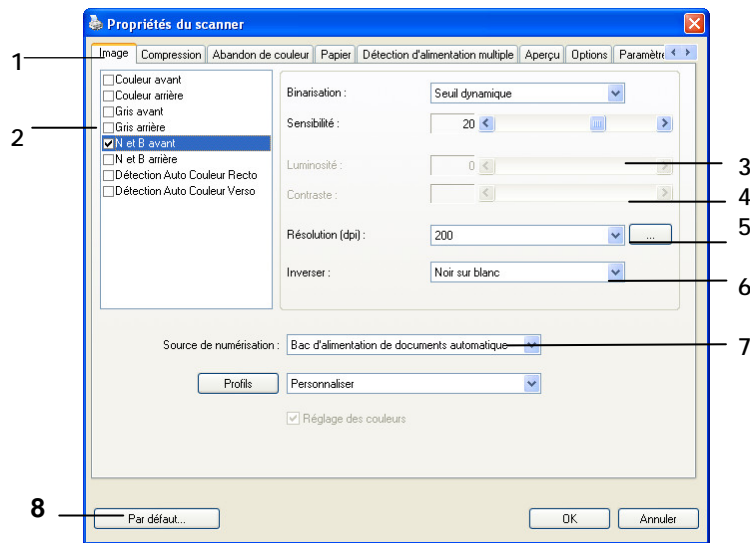 Propriétés du scanner
Image Compression Abandon de couleur Papier Détection d'alimentation multiple Aperçu Options Paramètre
1
Couleur avant
Couleur arrière
Gris avant
Gris arrière
N et B avant
N et B arrière
Détection Auto Couleur Recto
Détection Auto Couleur Verso
2
Binarisation : Seuil dynamique
Sensibilité : 20
Luminosité : 0
3
Contraste :
4
Résolution (dpi) : 200 ...
5
Inverser : Noir sur blanc
6
Source de numérisation : Bac d'alimentation de documents automatique
7
Profils Personnaliser
Réglage des couleurs
8
Par défaut... OK Annuler